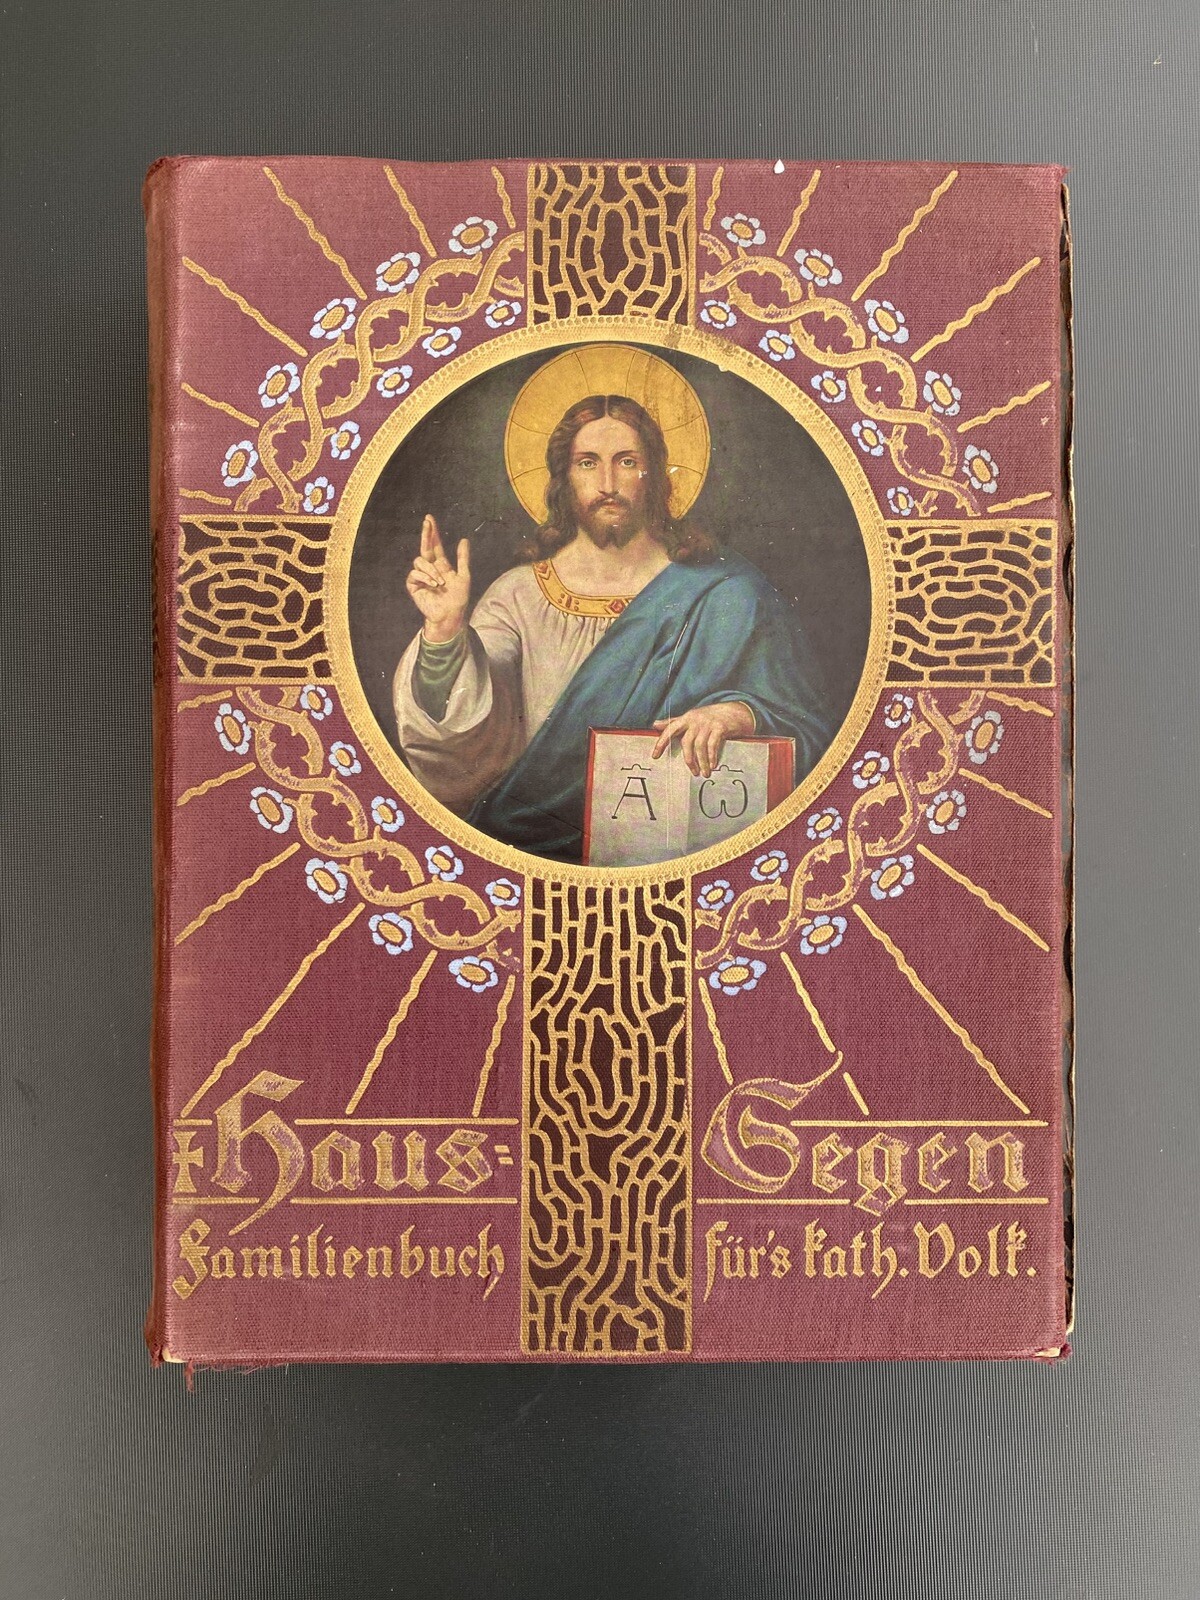 Α ω
Haus= Segen
Familienbuch für's kath. Volk.